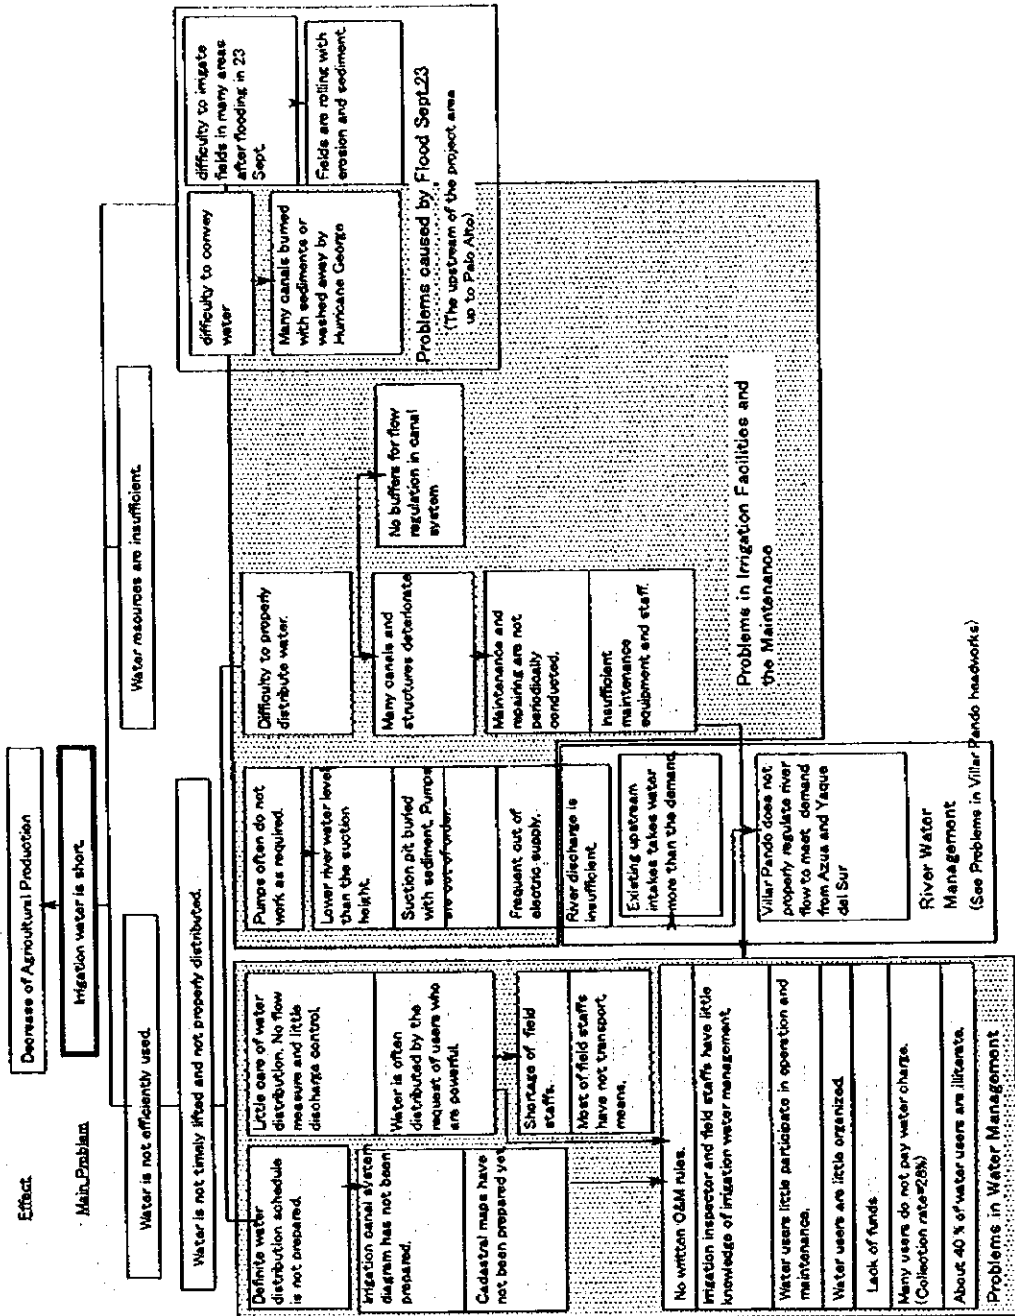 Effect
Decrease of Agricultural Production
Main Problem
Irrigation water is short.
Water is not efficiently used.
Water resources are insufficient.
Water is not timely lifted and not properly distributed.
Definite water
distribution schedule
is not prepared.
Irrigation canal system
diagram has not been
prepared.
Cadastral maps have
not been prepared yet
Little care of water
distribution. No flow
measure and little
discharge control.
Water is often
distributed by the
request of users who
are powerful.
Shortage of field
staffs.
Most of field staffs
have not transport
means.
No written O&M rules.
Irrigation inspector and field staffs have little
knowledge of irrigation water management.
Water users little participate in operation and
maintenance.
Water users are little organized.
Lack of funds
Many users do not pay water charge.
(Collection rate=28%)
About 40 % of water users are illiterate.
Problems in Water Management
Pumps often do not
work as required.
Lower river water level
than the suction
height.
Suction pit buried
with sediment, Pumps
are out of order.
Frequent out of
electric supply.
River discharge is
insufficient.
Existing upstream
intakes takes water
more than the demand
Villar Pando does not
properly regulate river
flow to meet demand
from Azua and Yaque
del Sur
River Water
Management
(See Problems in Villar Pando headworks)
Difficulty to properly
distribute water.
Many canals and
structures deteriorate
No buffers for flow
regulation in canal
system
Maintenance and
repairing are not
periodically
conducted.
Insufficient
maintenance
equipment and staff.
Problems in Irrigation Facilities and
the Maintenance
difficulty to convey
water
Many canals burried
with sediments or
washed away by
Hurricane George
difficulty to irrigate
fields in many areas
after flooding in 23
Sept.
Fields are rolling with
erosion and sediment
Problems caused by Flood Sept.23
(The upstream of the project area
up to Palo Alto)